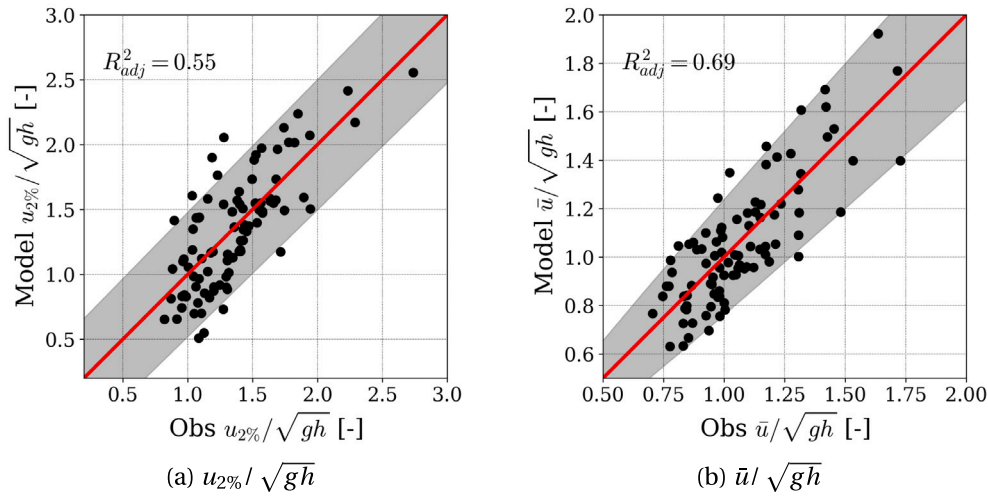 R²adj = 0.55
3.0
2.5
2.0
1.5
1.0
0.5
Model u2%/√gh [-]
0.5 1.0 1.5 2.0 2.5 3.0
Obs u2%/√gh [-]
(a) u2%/ √gh
R²adj = 0.69
2.0
1.8
1.6
1.4
1.2
1.0
0.8
0.6
Model ū/√gh [-]
0.50 0.75 1.00 1.25 1.50 1.75 2.00
Obs ū/√gh [-]
(b) ū/ √gh